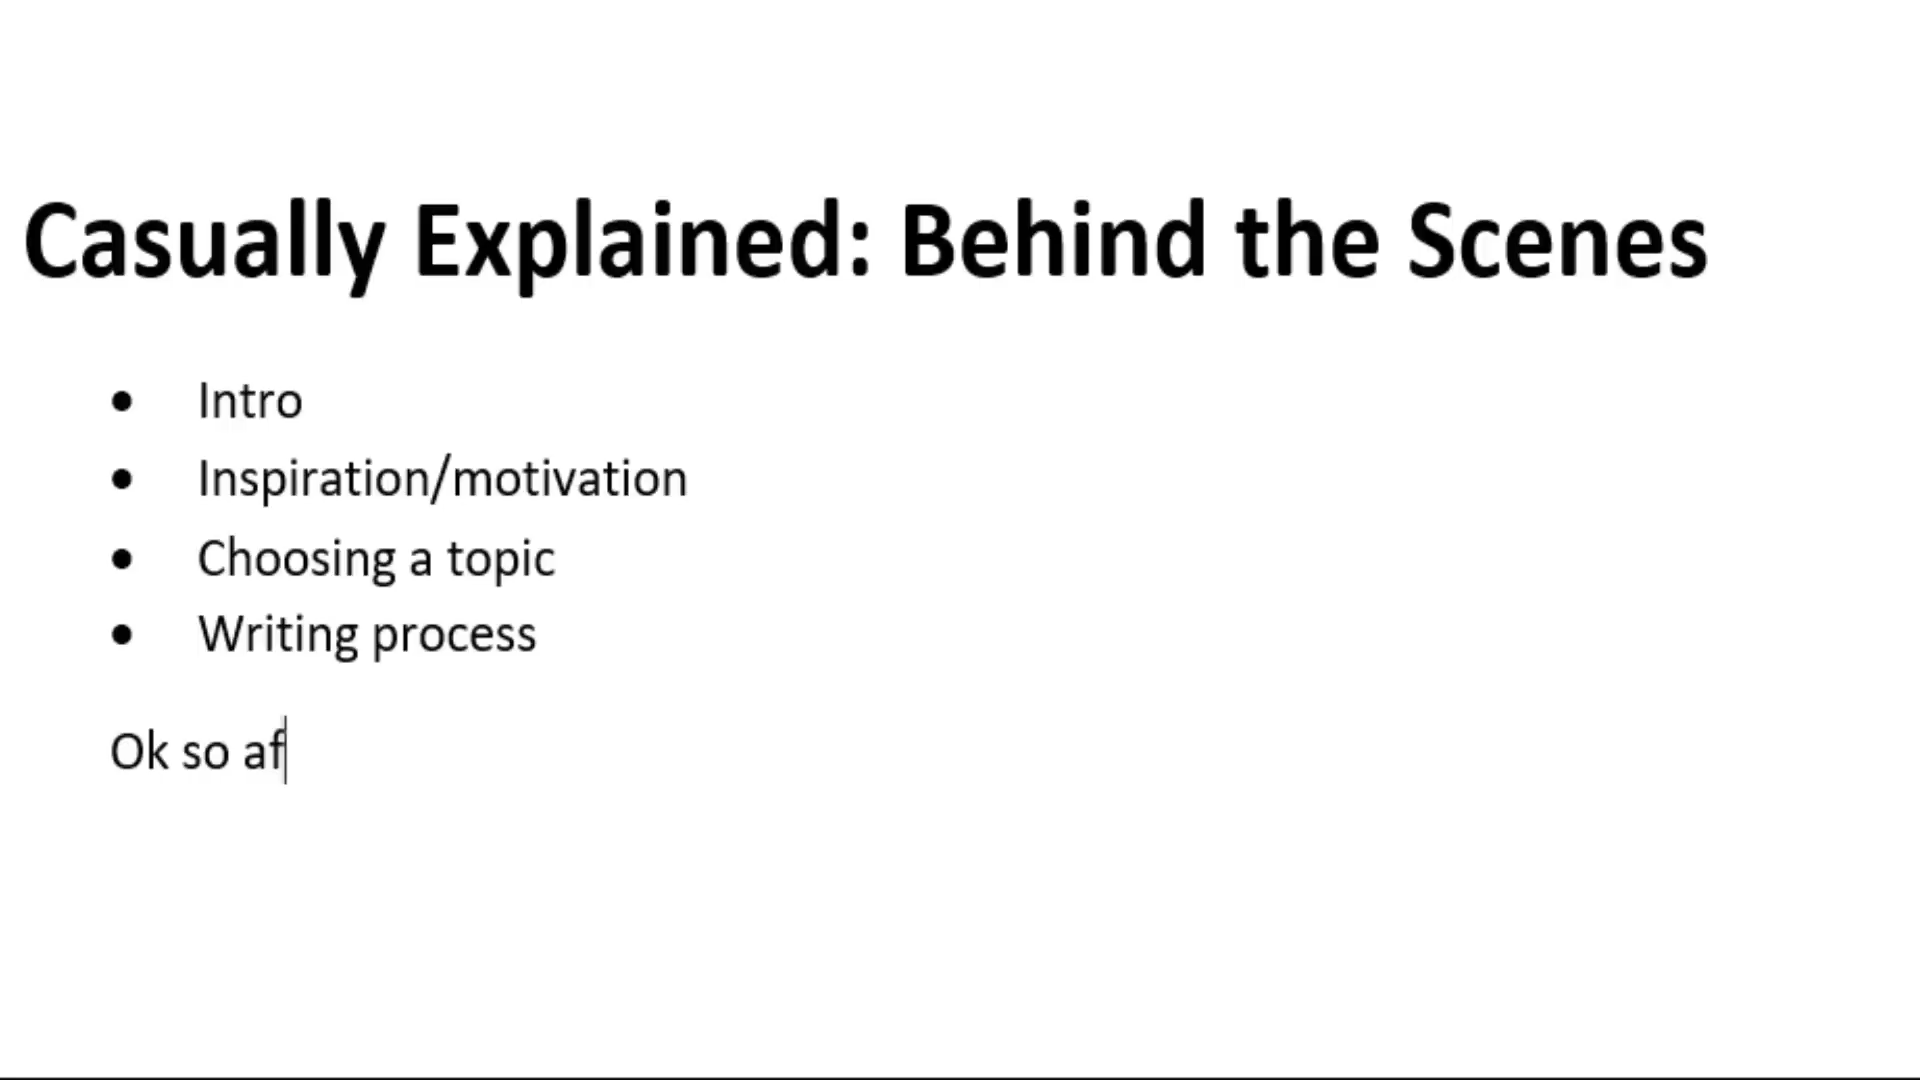 Casually Explained: Behind the Scenes
• Intro
• Inspiration/motivation
• Choosing a topic
• Writing process
Ok so af